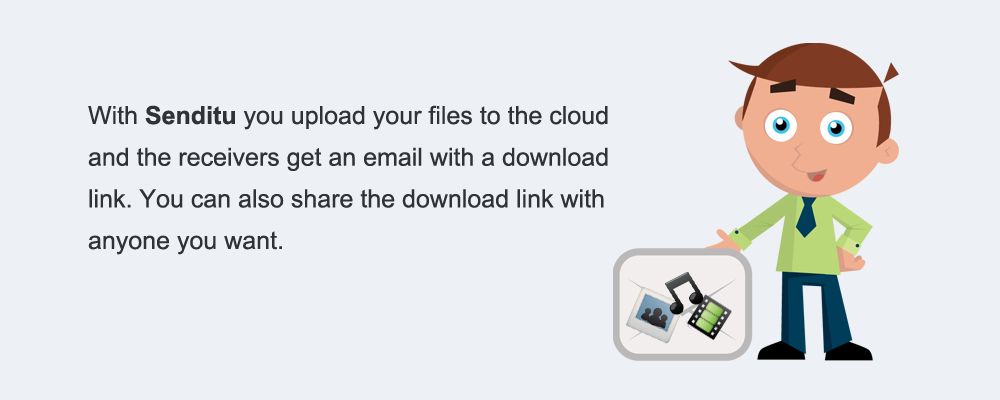 With Senditu you upload your files to the cloud
and the receivers get an email with a download
link. You can also share the download link with
anyone you want.